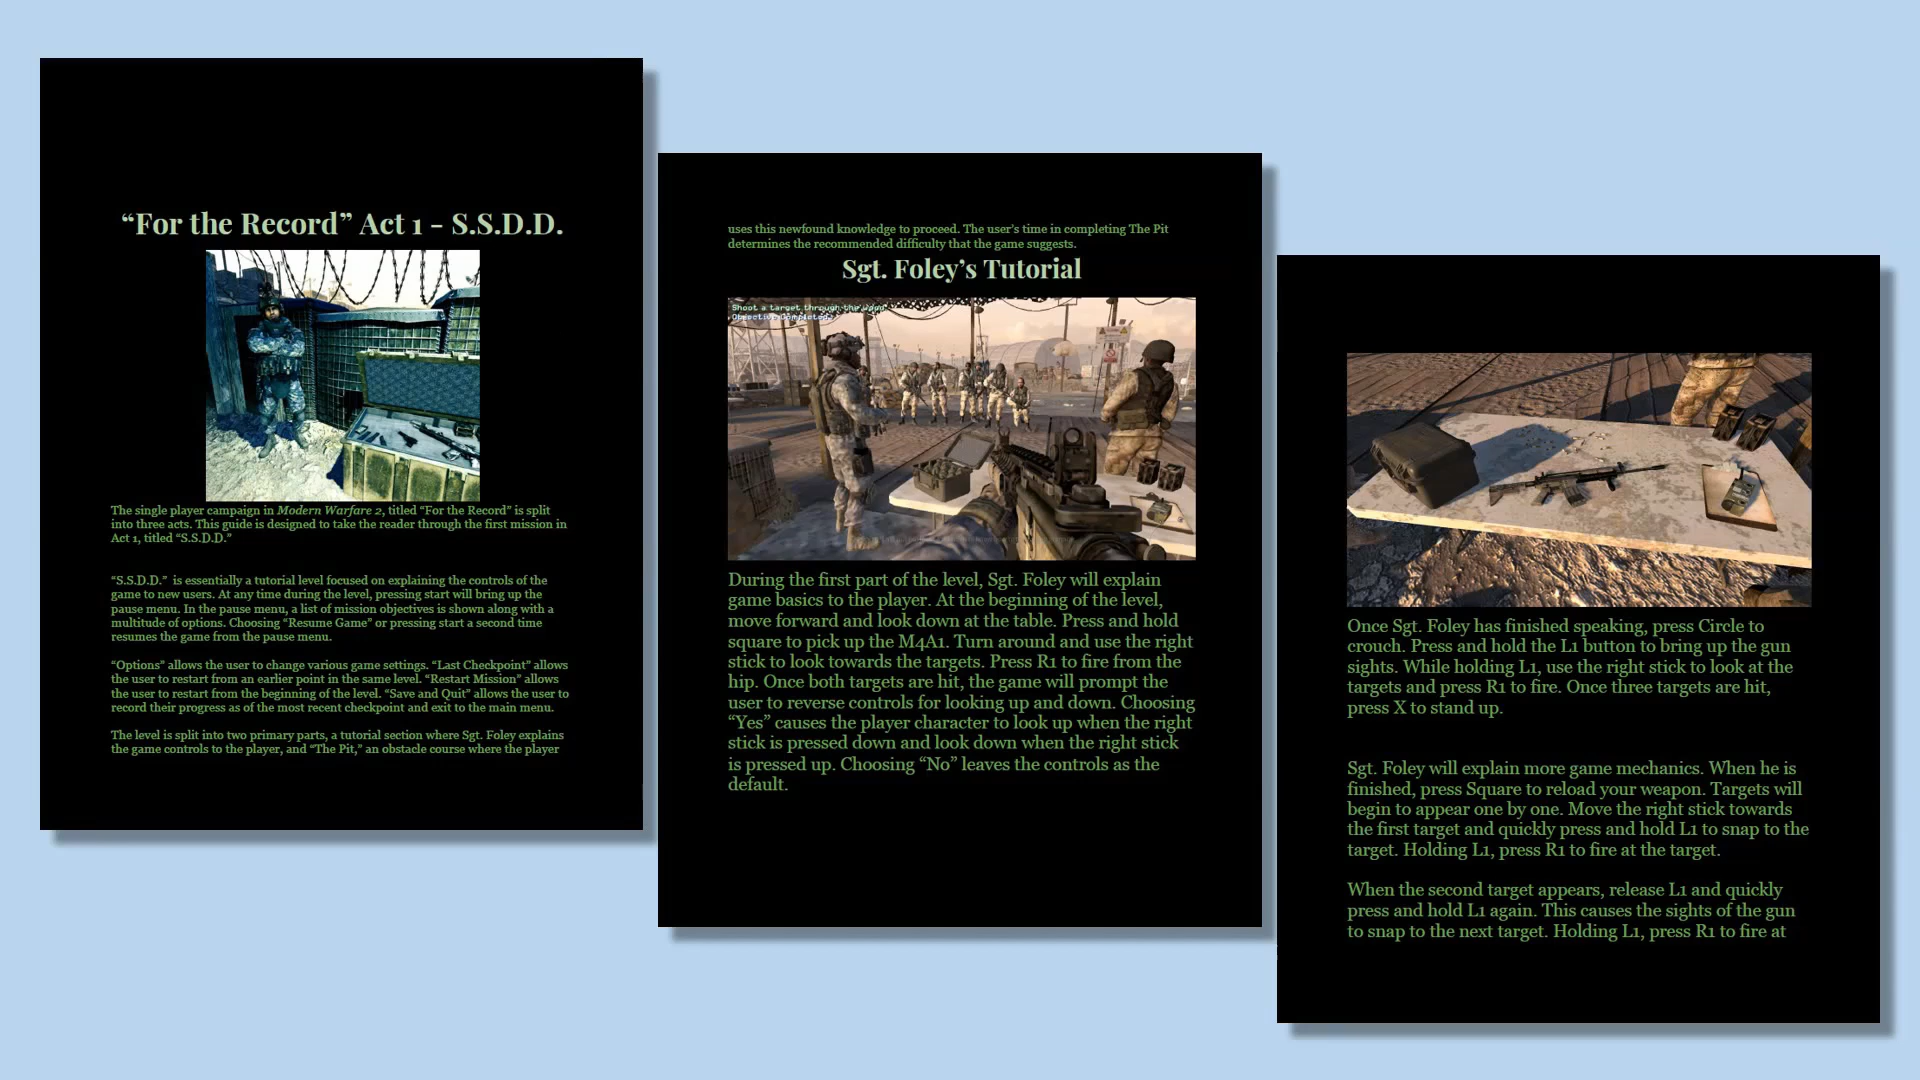 “For the Record” Act 1 - S.S.D.D.
The single player campaign in Modern Warfare 2, titled “For the Record” is split
into three acts. This guide is designed to take the reader through the first mission in
Act 1, titled “S.S.D.D.”
“S.S.D.D.”  is essentially a tutorial level focused on explaining the controls of the
game to new users. At any time during the level, pressing start will bring up the
pause menu. In the pause menu, a list of mission objectives is shown along with a
multitude of options. Choosing “Resume Game” or pressing start a second time
resumes the game from the pause menu.
“Options” allows the user to change various game settings. “Last Checkpoint” allows
the user to restart from an earlier point in the same level. “Restart Mission” allows
the user to restart from the beginning of the level. “Save and Quit” allows the user to
record their progress as of the most recent checkpoint and exit to the main menu.
The level is split into two primary parts, a tutorial section where Sgt. Foley explains
the game controls to the player, and “The Pit,” an obstacle course where the player
uses this newfound knowledge to proceed. The user’s time in completing The Pit
determines the recommended difficulty that the game suggests.
Sgt. Foley’s Tutorial
Shoot a target through the wood
Objective Completed
During the first part of the level, Sgt. Foley will explain
game basics to the player. At the beginning of the level,
move forward and look down at the table. Press and hold
square to pick up the M4A1. Turn around and use the right
stick to look towards the targets. Press R1 to fire from the
hip. Once both targets are hit, the game will prompt the
user to reverse controls for looking up and down. Choosing
“Yes” causes the player character to look up when the right
stick is pressed down and look down when the right stick
is pressed up. Choosing “No” leaves the controls as the
default.
Once Sgt. Foley has finished speaking, press Circle to
crouch. Press and hold the L1 button to bring up the gun
sights. While holding L1, use the right stick to look at the
targets and press R1 to fire. Once three targets are hit,
press X to stand up.
Sgt. Foley will explain more game mechanics. When he is
finished, press Square to reload your weapon. Targets will
begin to appear one by one. Move the right stick towards
the first target and quickly press and hold L1 to snap to the
target. Holding L1, press R1 to fire at the target.
When the second target appears, release L1 and quickly
press and hold L1 again. This causes the sights of the gun
to snap to the next target. Holding L1, press R1 to fire at